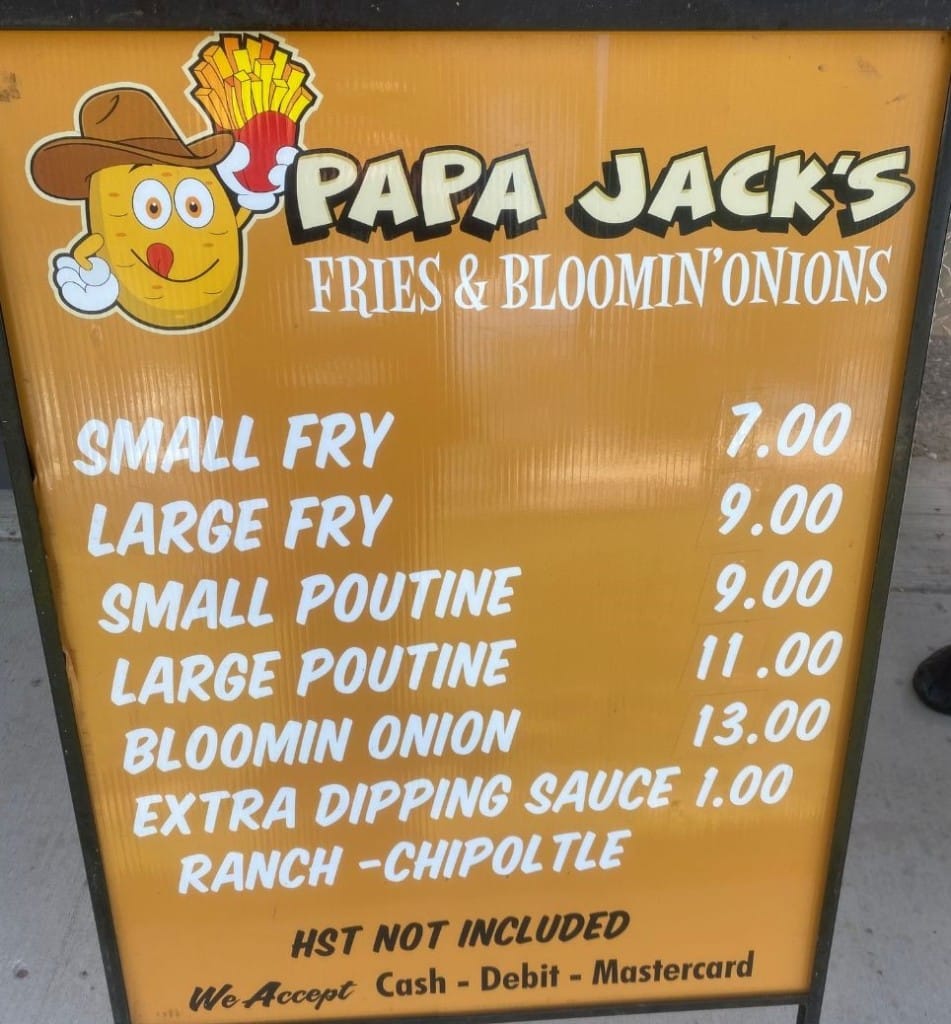 PAPA JACK'S
FRIES & BLOOMIN'ONIONS
SMALL FRY 7.00
LARGE FRY 9.00
SMALL POUTINE 9.00
LARGE POUTINE 11.00
BLOOMIN ONION 13.00
EXTRA DIPPING SAUCE 1.00
RANCH -CHIPOLTLE
HST NOT INCLUDED
We Accept Cash - Debit - Mastercard